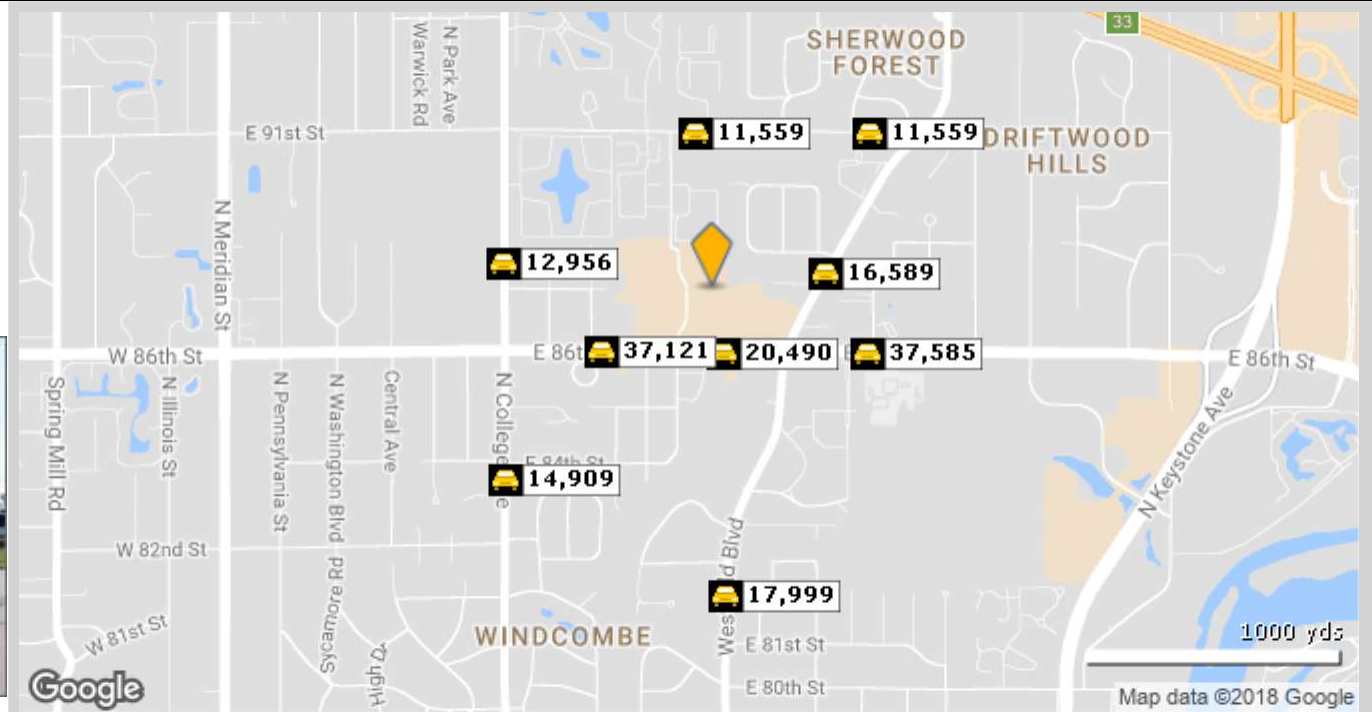 33
SHERWOOD
FOREST
N Park Ave
Warwick Rd
E 91st St
11,559
11,559
DRIFTWOOD
HILLS
N Meridian St
12,956
16,589
W 86th St
E 86t
37,121
20,490
37,585
E 86th St
Spring Mill Rd
N Illinois St
N Pennsylvania St
N Washington Blvd
Central Ave
N College
e
E 84th St
14,909
N Keystone Ave
W 82nd St
Sycamore Rd
Wes
d Blvd
17,999
W 81st St
WINDCOMBE
E 81st St
1000 yds
E 80th St
Google
Map data ©2018 Google